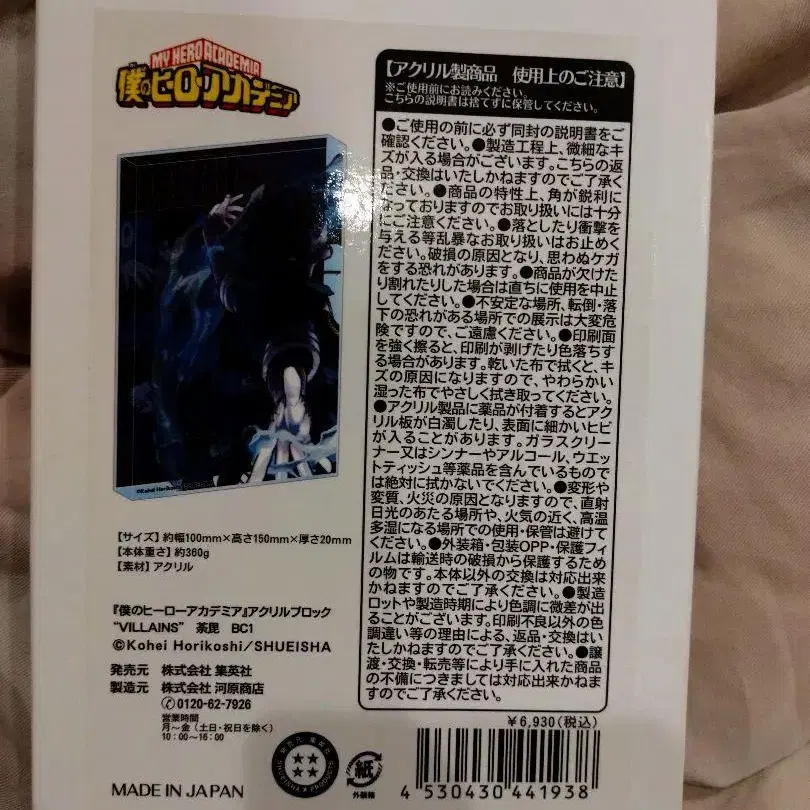 MY HERO ACADEMIA
僕のヒーローアカデミア
©Kohei Horikoshi
【サイズ】約幅100mm×高さ150mm×厚さ20mm
【本体重さ】約360g
【素材】アクリル
『僕のヒーローアカデミア』アクリルブロック
“VILLAINS” 荼毘 BC1
©Kohei Horikoshi/SHUEISHA
発売元 株式会社 集英社
製造元 株式会社 河原商店
0120-62-7926
営業時間
月～金（土日・祝日を除く）
10:00～16:00
MADE IN JAPAN
発売元 集英社
SHUEISHA
紙
外装箱
【アクリル製商品 使用上のご注意】
※ご使用前にお読みください。
こちらの説明書は捨てずに保管してください。
●ご使用の前に必ず同封の説明書をご
確認ください。●製造工程上、微細なキ
ズが入る場合がございます。こちらの返
品・交換はいたしかねますのでご了承く
ださい。●商品の特性上、角が鋭利に
なっておりますのでお取り扱いには十分
にご注意ください。●落としたり衝撃を
与える等乱暴なお取り扱いはお止めく
ださい。破損の原因となり、思わぬケガ
をする恐れがあります。●商品が欠けた
り割れたりした場合は直ちに使用を中止
してください。●不安定な場所、転倒・落
下の恐れがある場所での展示は大変危
険ですので、ご遠慮ください。●印刷面
を強く擦ると、印刷が剥げたり色落ちす
る場合があります。乾いた布で拭くと、キ
ズの原因になりますので、やわらかい
湿った布でやさしく拭き取ってください。
●アクリル製品に薬品が付着するとアク
リル板が白濁したり、表面に細かいヒビ
が入ることがあります。ガラスクリー
ナー又はシンナーやアルコール、ウエッ
トティッシュ等薬品を含んでいるもので
は絶対に拭かないでください。●変形や
変質、火災の原因となりますので、直射
日光のあたる場所や、火気の近く、高温
多湿になる場所での使用・保管は避けて
ください。●外装箱・包装OPP・保護フィ
ルムは輸送時の破損から保護するため
の物です。本体以外の交換は対応出来
かねますのでご了承ください。●製造
ロットや製造時期により色調に微差が出
ることがございます。印刷不良以外の色
調違い等の理由による、返品・交換はい
たしかねますのでご了承ください。●譲
渡・交換・転売等により手に入れた商品
の不備につきましては対応出来かねま
すのでご了承ください。
￥6,930(税込)
4 530430 441938